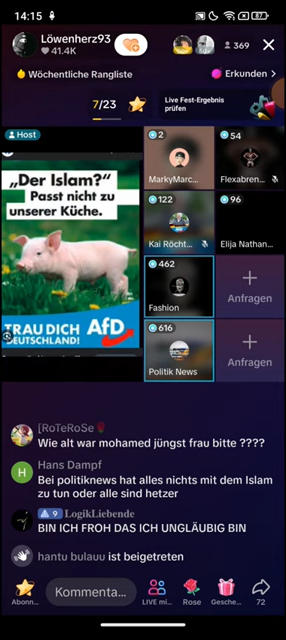 14:15
87
Löwenherz93
41.4K
369
Wöchentliche Rangliste
Erkunden >
7/23
Live Fest-Ergebnis
prüfen
Host
„Der Islam?“
Passt nicht zu
unserer Küche.
TRAU DICH
DEUTSCHLAND!
AfD
2
MarkyMarc...
54
Flexabren...
122
Kai Röcht...
96
Elija Nathan...
462
Fashion
+
Anfragen
616
Politik News
+
Anfragen
[RoTeRoSe
Wie alt war mohamed jüngst frau bitte ????
H
Hans Dampf
Bei politiknews hat alles nichts mit dem Islam
zu tun oder alle sind hetzer
9 LogikLiebende
BIN ICH FROH DAS ICH UNGLÄUBIG BIN
hantu bulauu ist beigetreten
Kommenta...
Abonn...
LIVE mi...
Rose
Gesche...
72